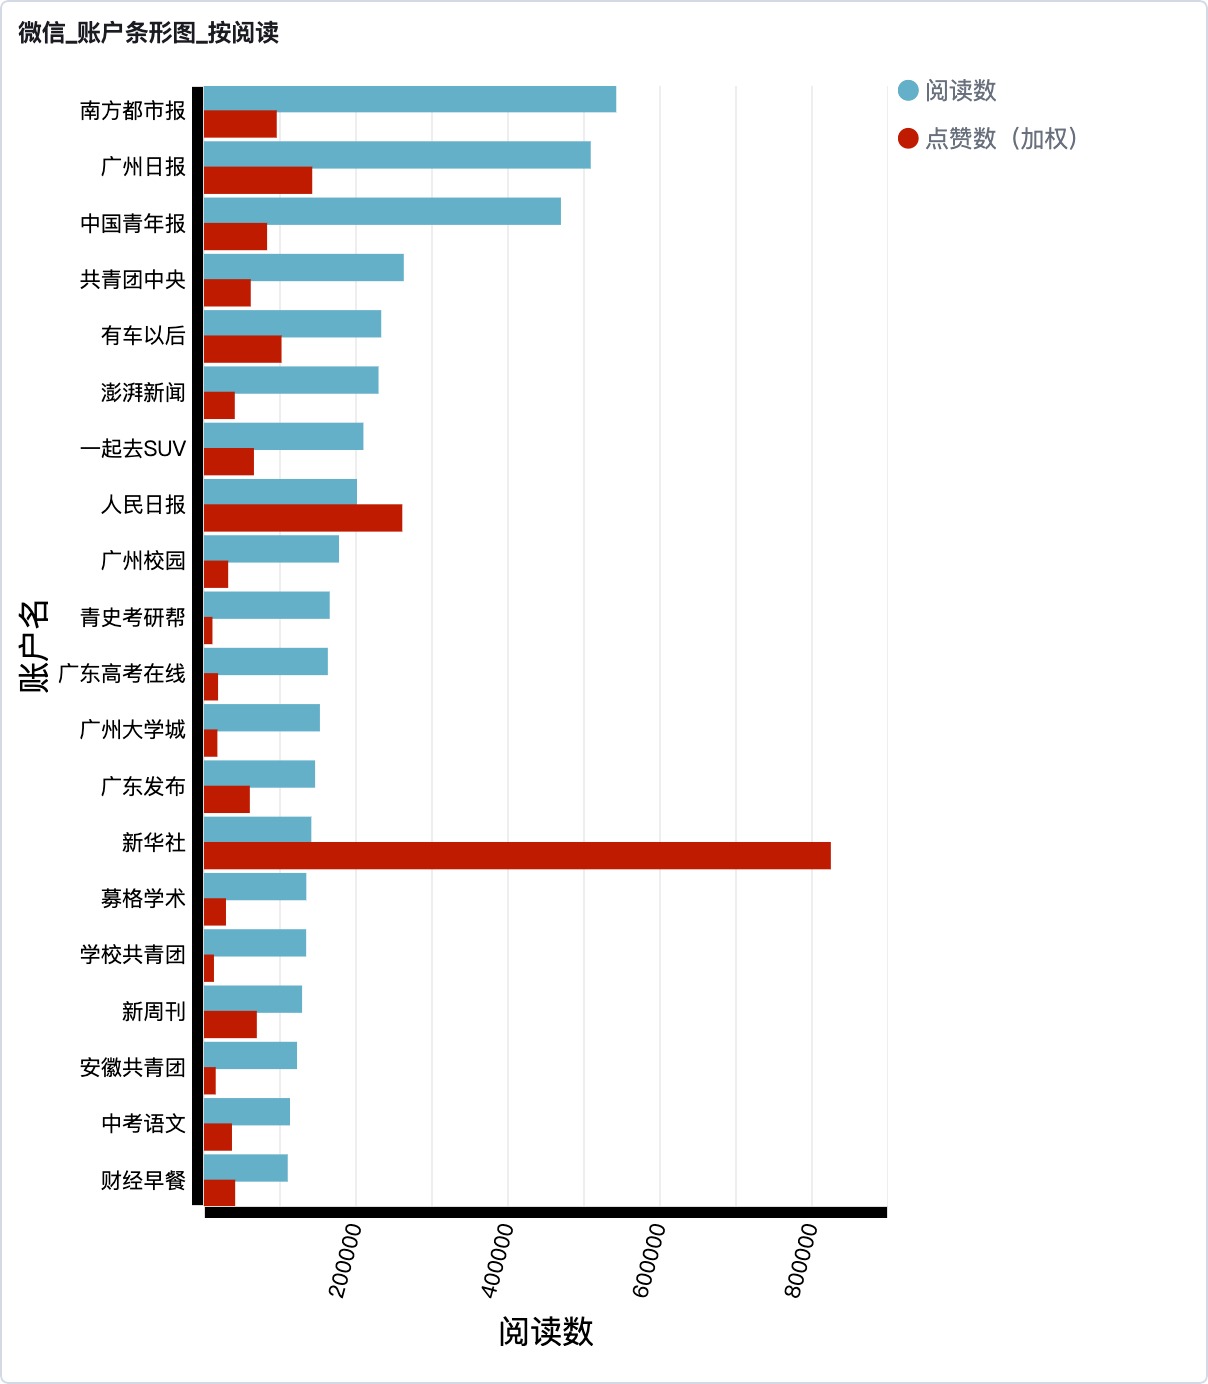 微信_账户条形图_按阅读
阅读数
点赞数（加权）
南方都市报
广州日报
中国青年报
共青团中央
有车以后
澎湃新闻
一起去SUV
人民日报
广州校园
青史考研帮
广东高考在线
广州大学城
广东发布
新华社
募格学术
学校共青团
新周刊
安徽共青团
中考语文
财经早餐
账户名
200000
400000
600000
800000
阅读数